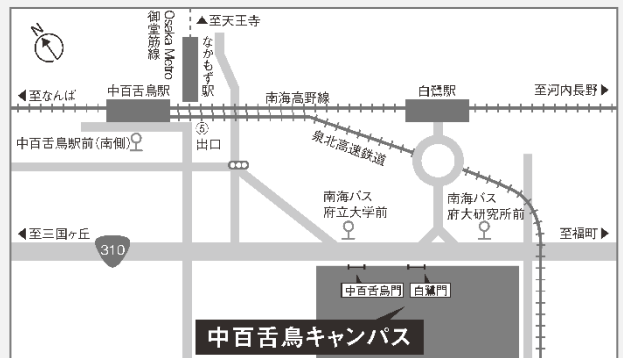 N
▲至天王寺
Osaka Metro
御堂筋線
なかもず駅
◀至なんば
中百舌鳥駅
南海高野線
白鷺駅
至河内長野▶
中百舌鳥駅前(南側)
⑤
出口
泉北高速鉄道
南海バス
府立大学前
南海バス
府大研究所前
◀至三国ヶ丘
310
至福町▶
中百舌鳥門
白鷺門
中百舌鳥キャンパス